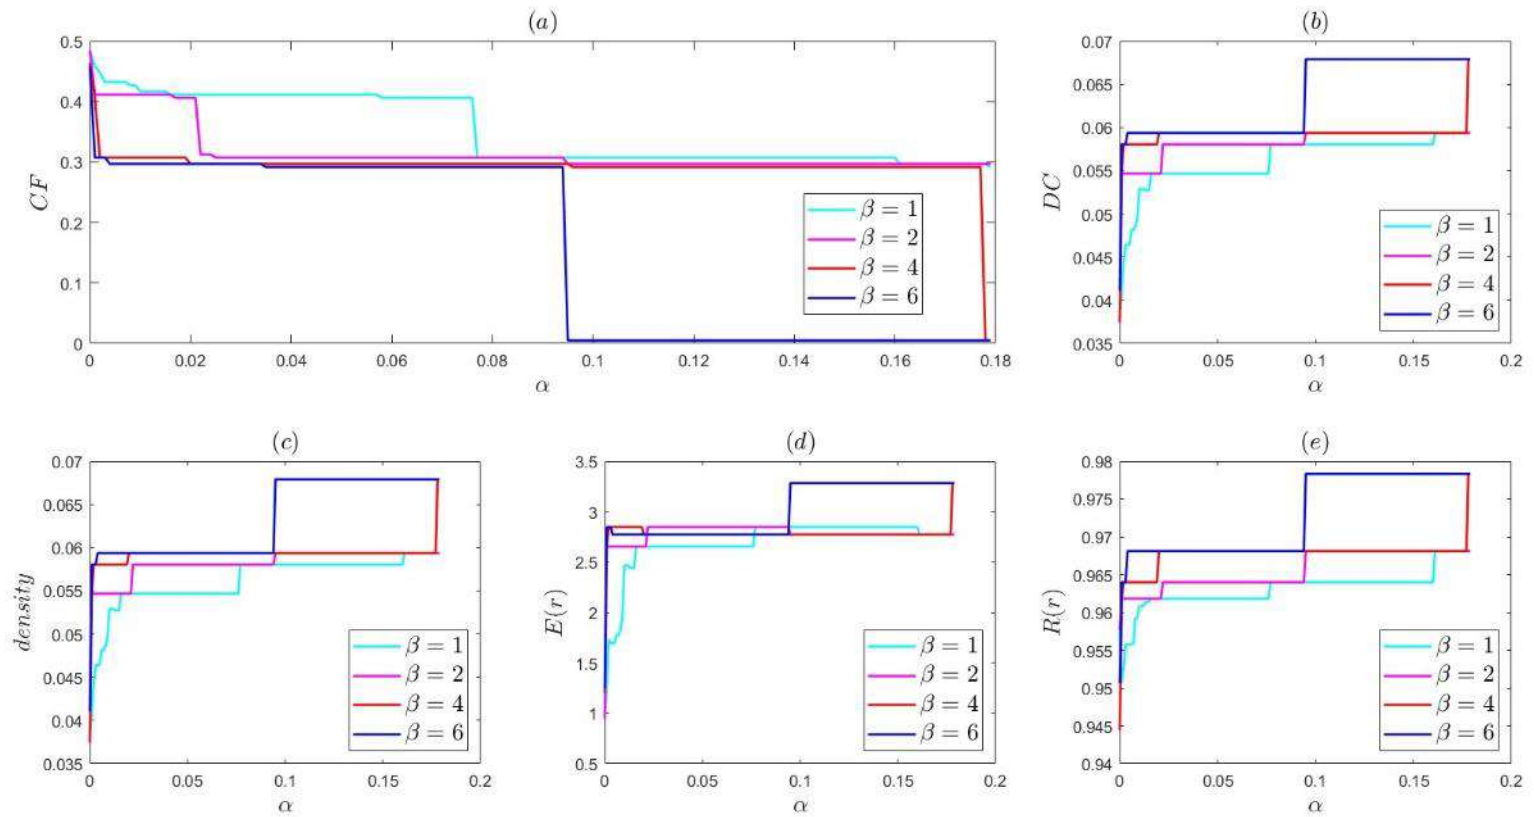 (a)
0.5
0.4
0.3
0.2
0.1
0
CF
0
0.02
0.04
0.06
0.08
0.1
0.12
0.14
0.16
0.18
α
β = 1
β = 2
β = 4
β = 6
(b)
0.07
0.065
0.06
0.055
0.05
0.045
0.04
0.035
DC
0
0.05
0.1
0.15
0.2
α
β = 1
β = 2
β = 4
β = 6
(c)
0.07
0.065
0.06
0.055
0.05
0.045
0.04
0.035
density
0
0.05
0.1
0.15
0.2
α
β = 1
β = 2
β = 4
β = 6
(d)
3.5
3
2.5
2
1.5
1
0.5
E(r)
0
0.05
0.1
0.15
0.2
α
β = 1
β = 2
β = 4
β = 6
(e)
0.98
0.975
0.97
0.965
0.96
0.955
0.95
0.945
0.94
R(r)
0
0.05
0.1
0.15
0.2
α
β = 1
β = 2
β = 4
β = 6